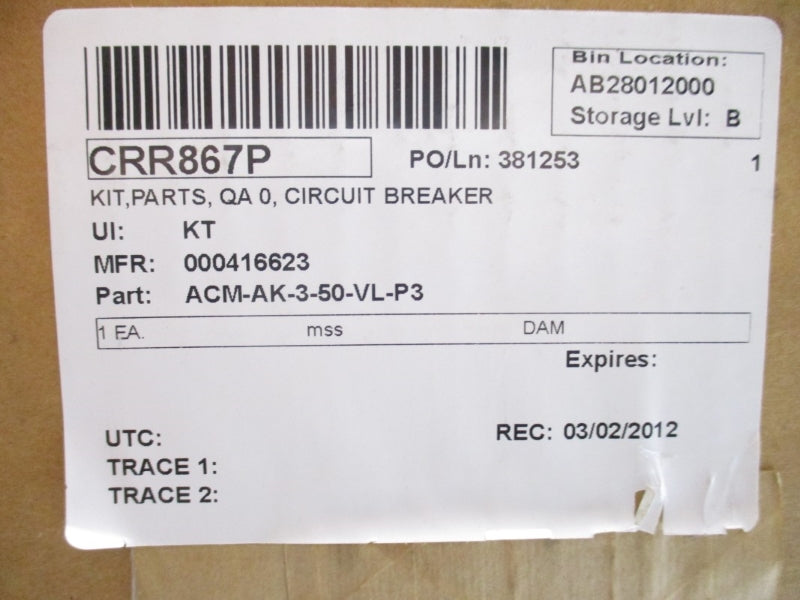 Bin Location:
AB28012000
Storage Lvl: B
CRR867P
PO/Ln: 381253 1
KIT,PARTS, QA 0, CIRCUIT BREAKER
UI: KT
MFR: 000416623
Part: ACM-AK-3-50-VL-P3
1 EA. mss DAM
Expires:
UTC: REC: 03/02/2012
TRACE 1:
TRACE 2: